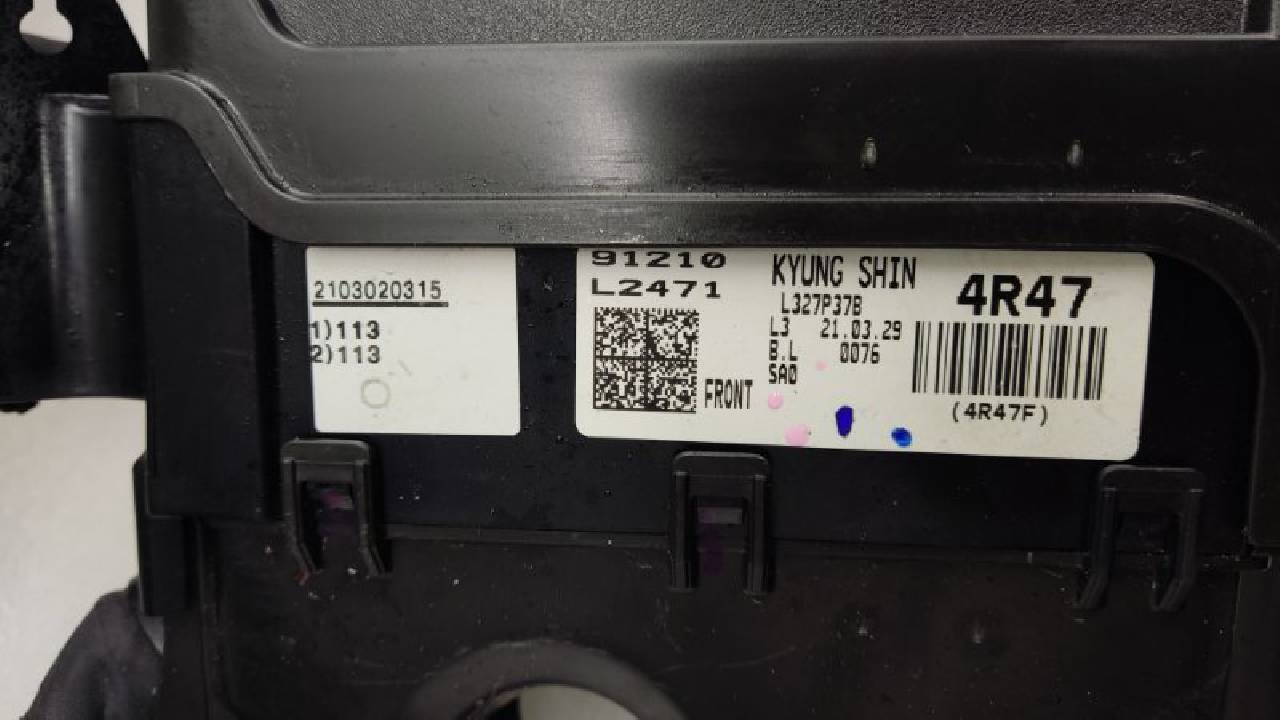 2103020315
1)113
2)113
91210
L2471
FRONT
KYUNG SHIN
L327P37B
L3 21.03.29
B.L 0076
SA0
4R47
(4R47F)